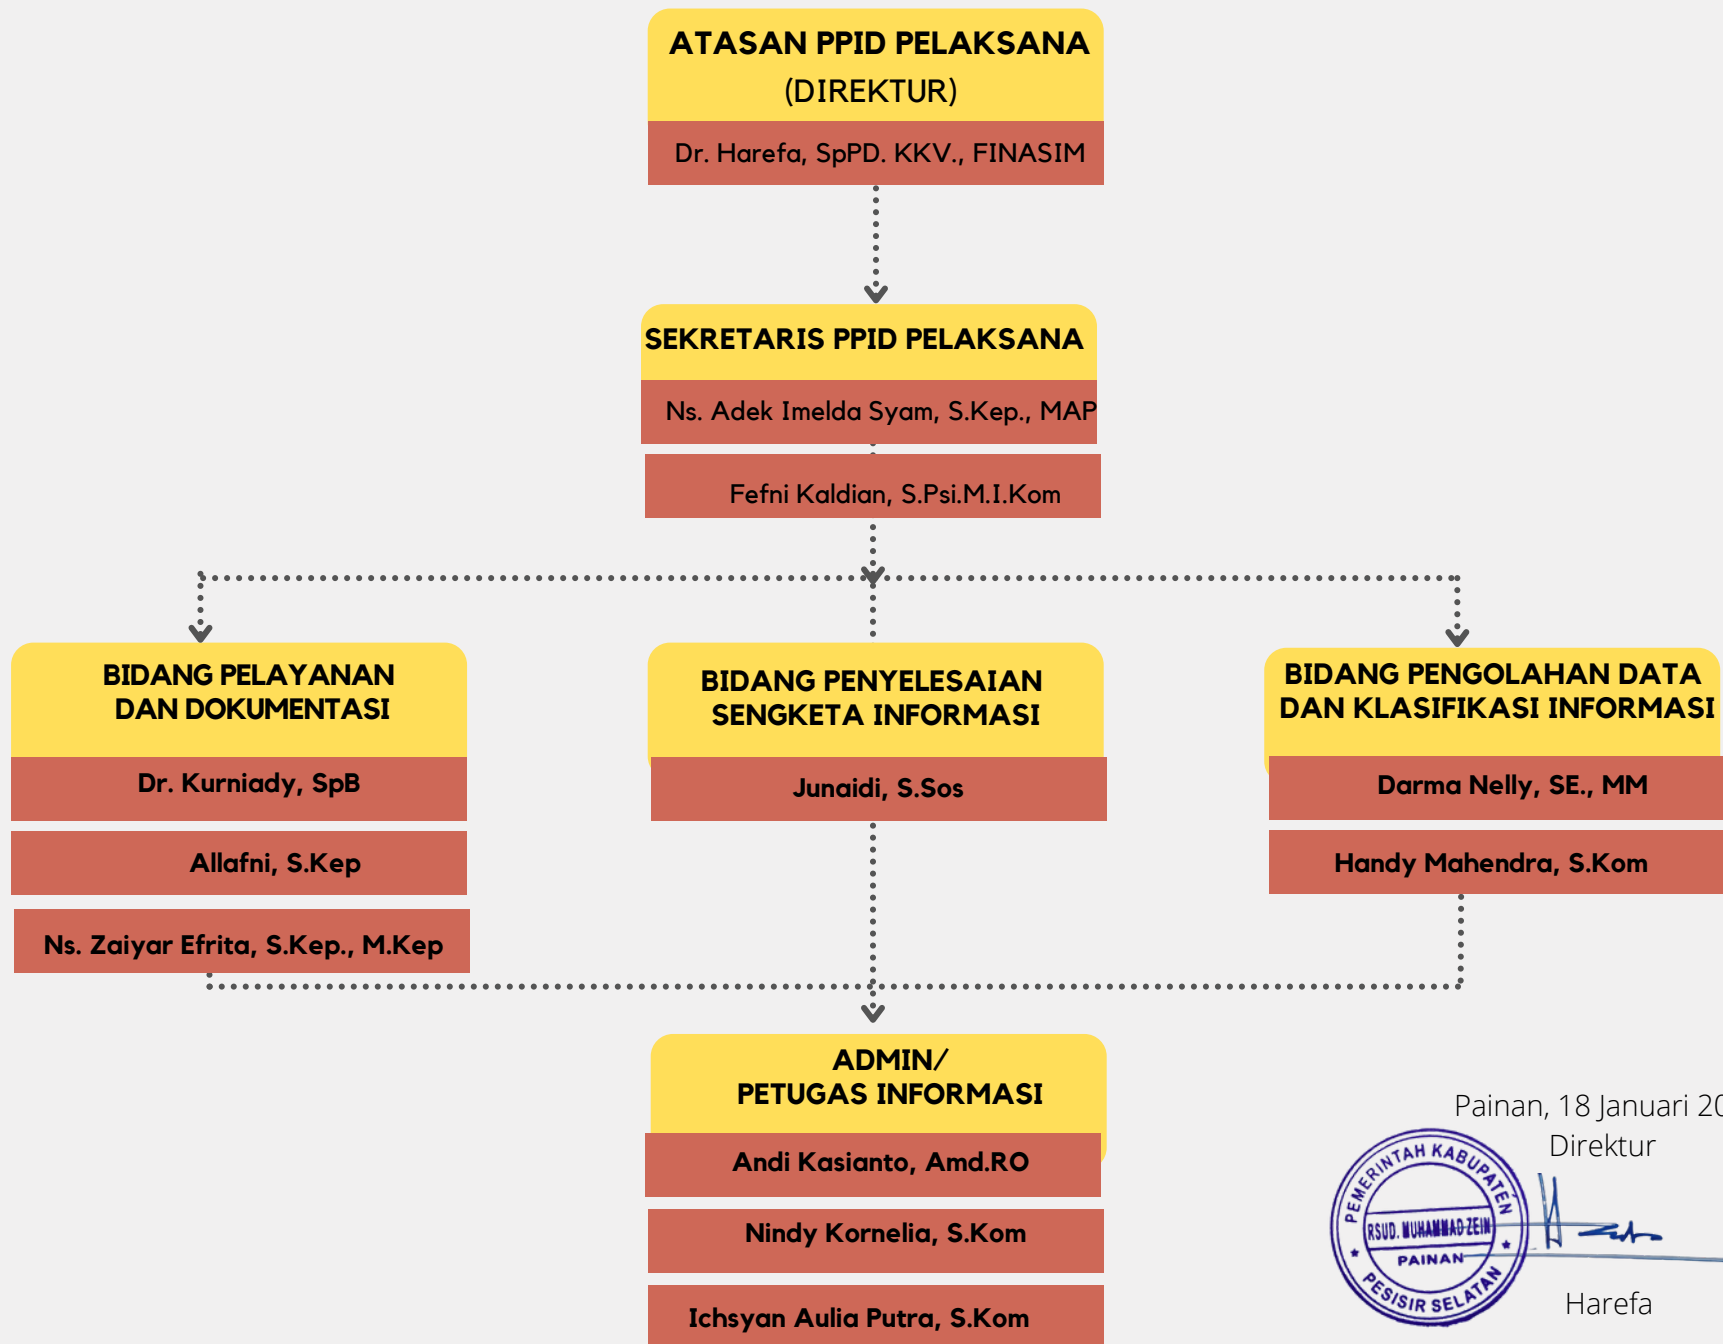 ATASAN PPID PELAKSANA
(DIREKTUR)
Dr. Harefa, SpPD. KKV., FINASIM
SEKRETARIS PPID PELAKSANA
Ns. Adek Imelda Syam, S.Kep., MAP
Fefni Kaldian, S.Psi.M.I.Kom
BIDANG PELAYANAN
DAN DOKUMENTASI
Dr. Kurniady, SpB
Allafni, S.Kep
Ns. Zaiyar Efrita, S.Kep., M.Kep
BIDANG PENYELESAIAN
SENGKETA INFORMASI
Junaidi, S.Sos
BIDANG PENGOLAHAN DATA
DAN KLASIFIKASI INFORMASI
Darma Nelly, SE., MM
Handy Mahendra, S.Kom
ADMIN/
PETUGAS INFORMASI
Andi Kasianto, Amd.RO
Nindy Kornelia, S.Kom
Ichsyan Aulia Putra, S.Kom
Painan, 18 Januari 20
Direktur
PEMERINTAH KABUPATEN
RSUD. MUHAMMAD ZEIN
PAINAN
PESISIR SELATAN
Harefa